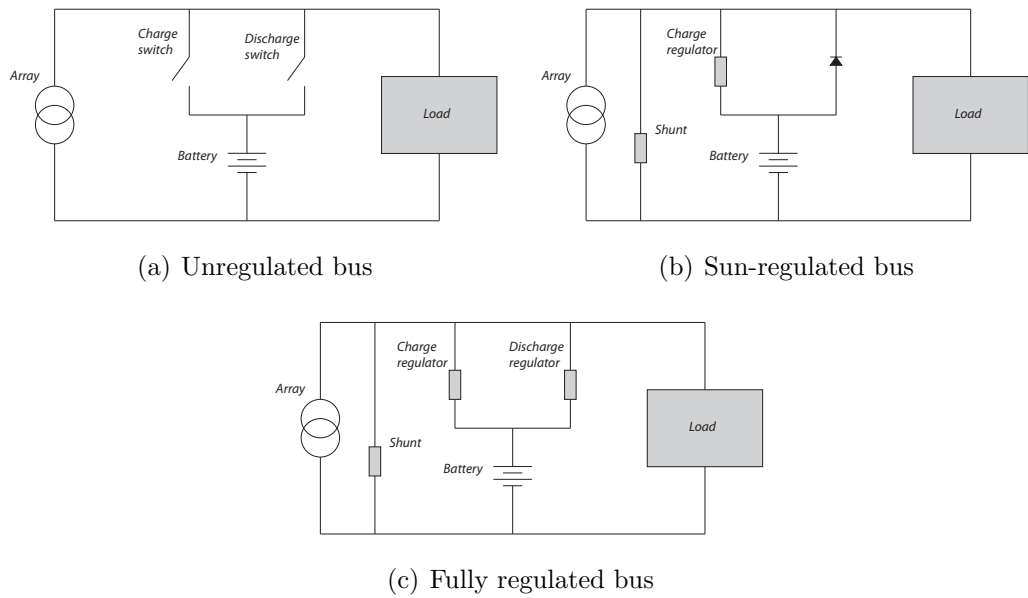 Charge
switch
Discharge
switch
Array
Load
Battery
(a) Unregulated bus
Charge
regulator
Array
Shunt
Load
Battery
(b) Sun-regulated bus
Charge
regulator
Discharge
regulator
Array
Shunt
Load
Battery
(c) Fully regulated bus